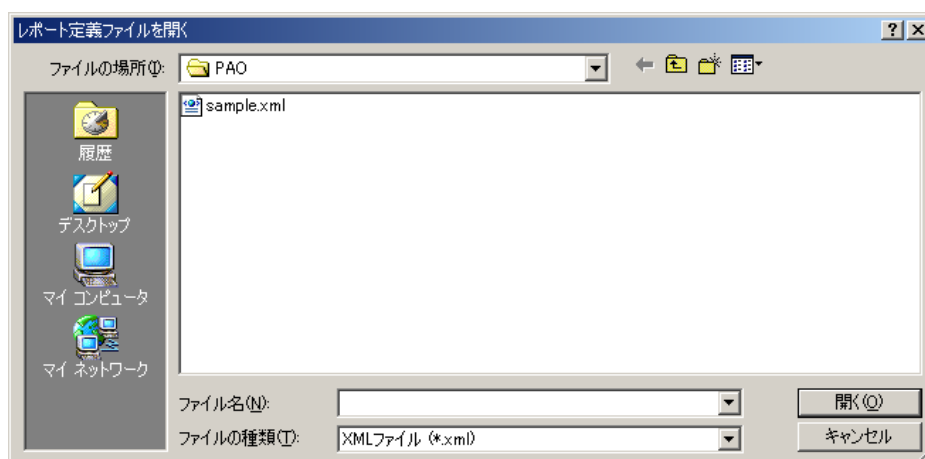 レポート定義ファイルを開く
ファイルの場所(I):
PAO
sample.xml
履歴
デスクトップ
マイ コンピュータ
マイ ネットワーク
ファイル名(N):
開く(O)
ファイルの種類(T):
XMLファイル (*.xml)
キャンセル